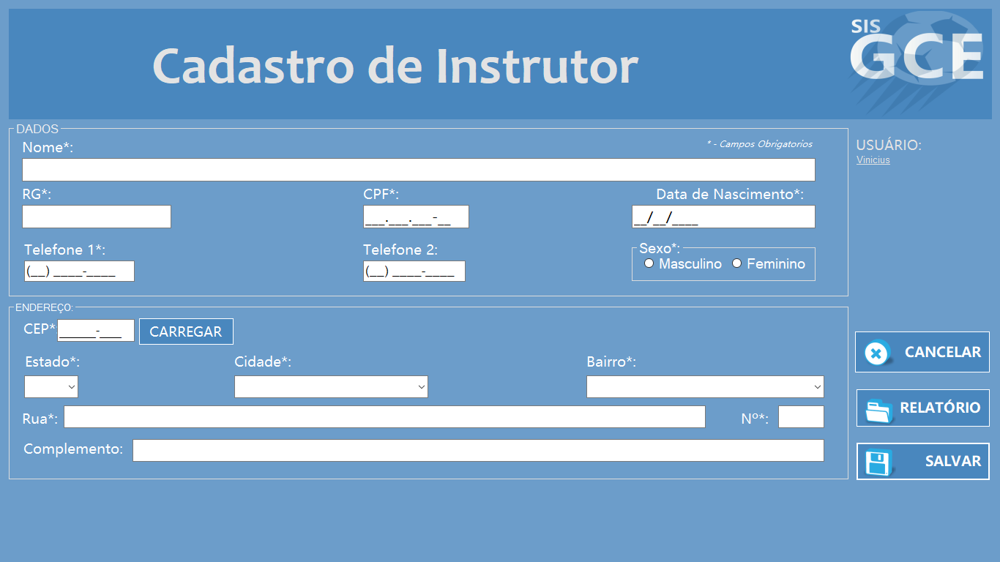 SIS
GCE
Cadastro de Instrutor
DADOS
Nome*:
* - Campos Obrigatorios
USUÁRIO:
Vinicius
RG*:
CPF*:
Data de Nascimento*:
___.___.___-__
__/__/____
Telefone 1*:
Telefone 2:
Sexo*:
(__) ____-____
(__) ____-____
Masculino
Feminino
ENDEREÇO:
CEP*:
_____-___
CARREGAR
Estado*:
Cidade*:
Bairro*:
Rua*:
Nº*:
Complemento:
CANCELAR
RELATÓRIO
SALVAR